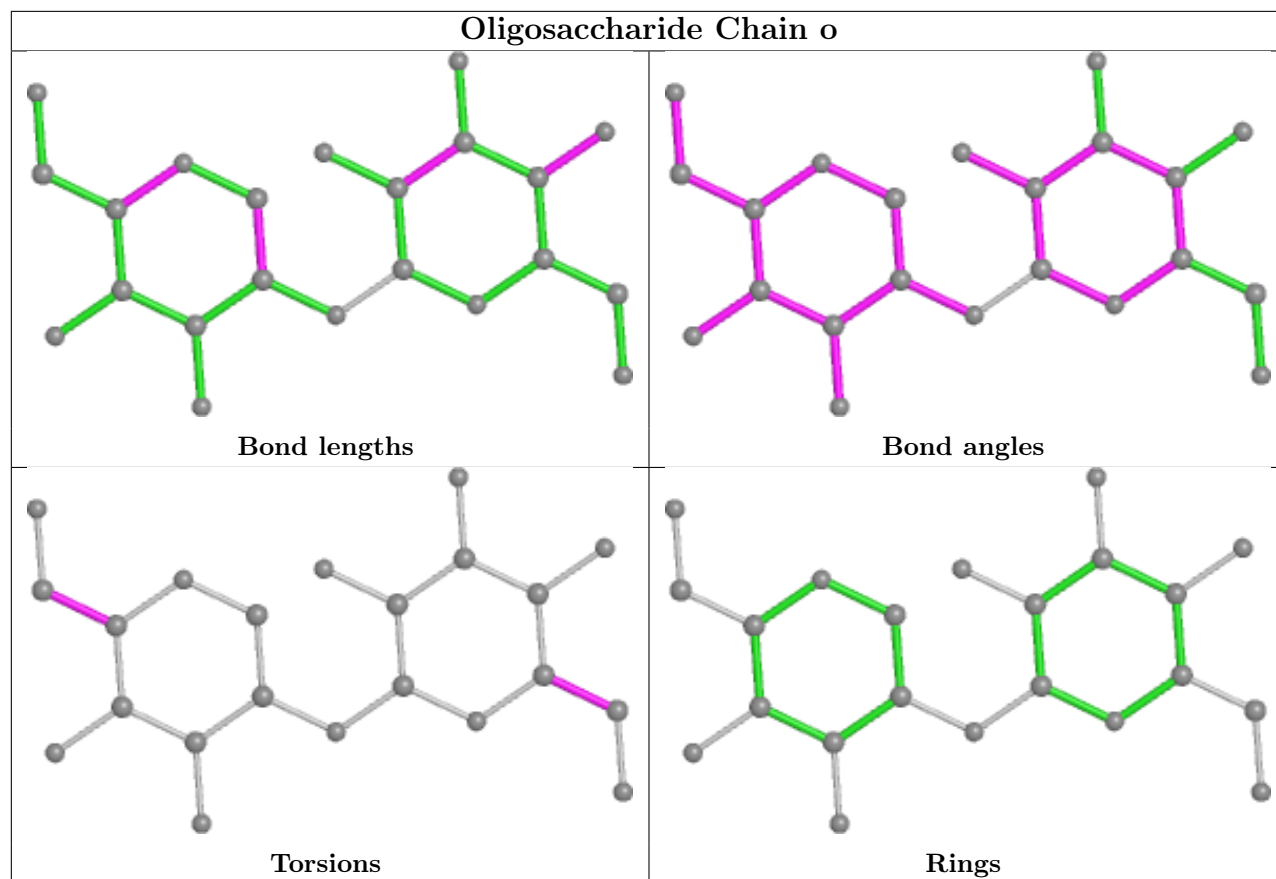 Oligosaccharide Chain o
Bond lengths
Bond angles
Torsions
Rings